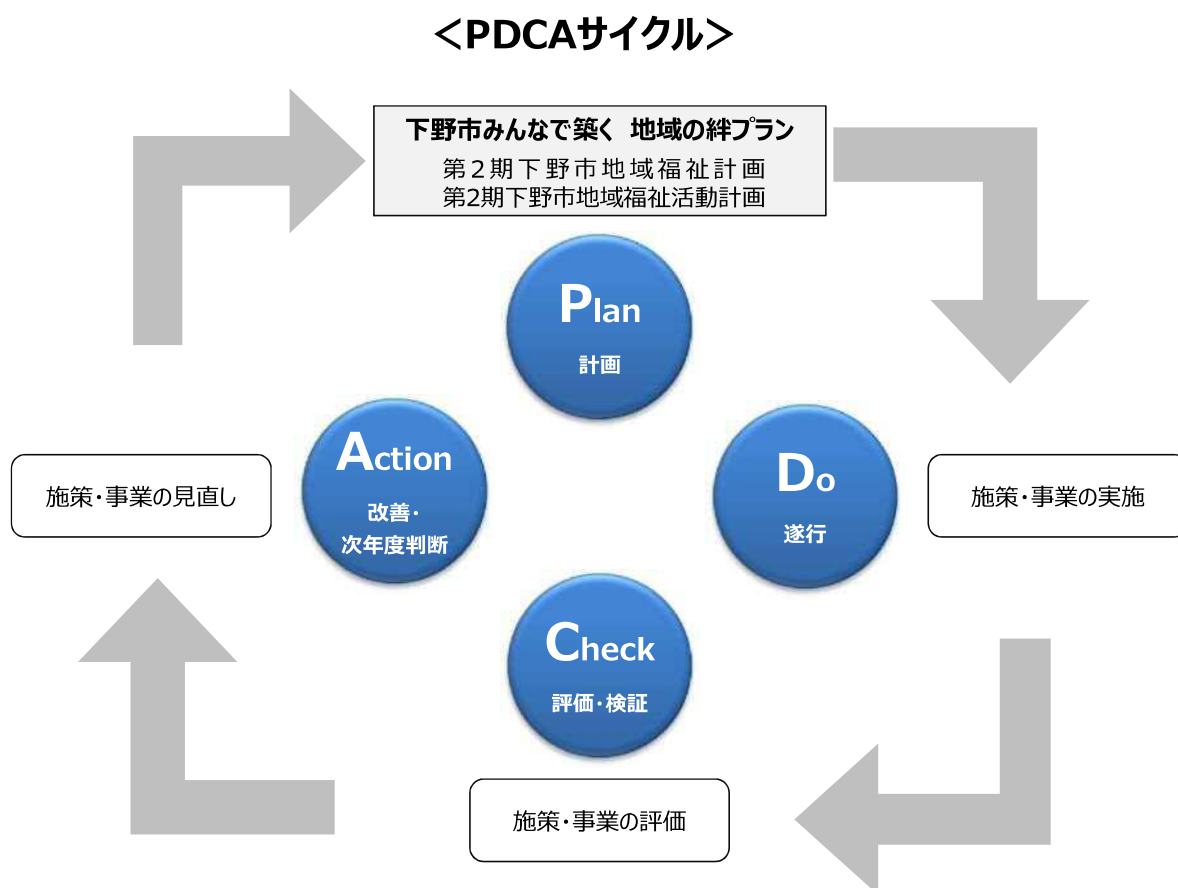 ＜PDCAサイクル＞
下野市みんなで築く 地域の絆プラン
第２期下野市地域福祉計画
第2期下野市地域福祉活動計画
Plan
計画
Action
改善・
次年度判断
Do
遂行
施策・事業の見直し
施策・事業の実施
Check
評価・検証
施策・事業の評価